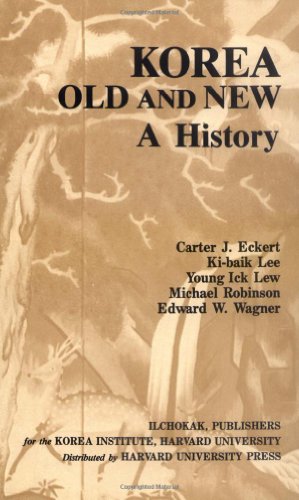 KOREA
OLD AND NEW
A History
Carter J. Eckert
Ki-baik Lee
Young Ick Lew
Michael Robinson
Edward W. Wagner
ILCHOKAK, PUBLISHERS
for the KOREA INSTITUTE, HARVARD UNIVERSITY
Distributed by HARVARD UNIVERSITY PRESS